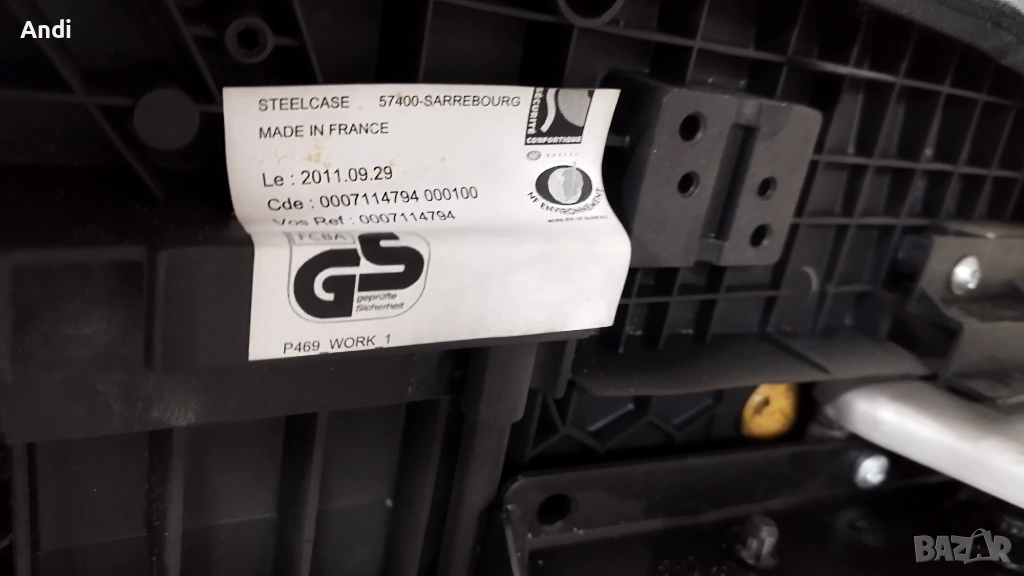 Andi
STEELCASE 57400-SARREBOURG
MADE IN FRANCE
Le : 2011.09.29
Cde : 0007114794 000100
Vos Ref : 0007114794
SÉCURITÉ
CONFORTIQUE
NF ENVIRONNEMENT
FCBA
GS
geprüfte
Sicherheit
P469_WORK_1
BAZAR